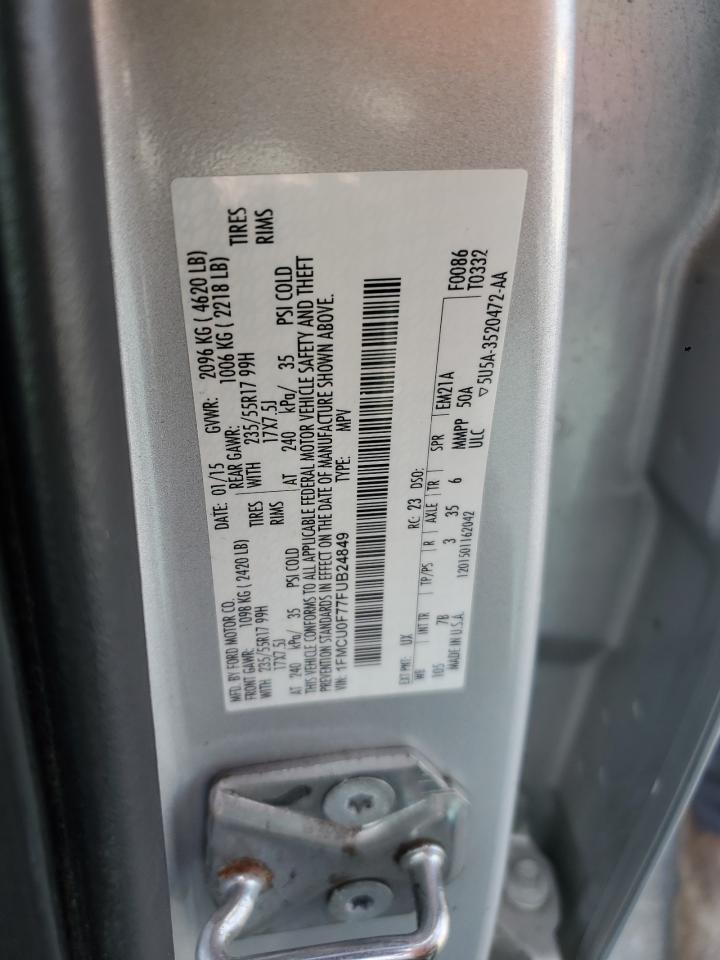 MFD. BY FORD MOTOR CO.
DATE: 01/15 GVWR: 2096 KG ( 4620 LB)
FRONT GAWR: 1098 KG ( 2420 LB) REAR GAWR: 1006 KG ( 2218 LB)
WITH 235/55R17 99H TIRES WITH 235/55R17 99H TIRES
17X7.5J RIMS 17X7.5J RIMS
AT 240 kPa/ 35 PSI COLD AT 240 kPa/ 35 PSI COLD
THIS VEHICLE CONFORMS TO ALL APPLICABLE FEDERAL MOTOR VEHICLE SAFETY AND THEFT
PREVENTION STANDARDS IN EFFECT ON THE DATE OF MANUFACTURE SHOWN ABOVE.
VIN: 1FMCU0F77FUB24849 TYPE: MPV
F0086
T0332
EXT PNT: UX RC: 23 DSO:
WB INT TR TP/PS R AXLE TR SPR EM21A
105 7B 3 35 6 MMPP 50A
MADE IN U.S.A. 1201501162042 ULC
▽5U5A-3520472-AA